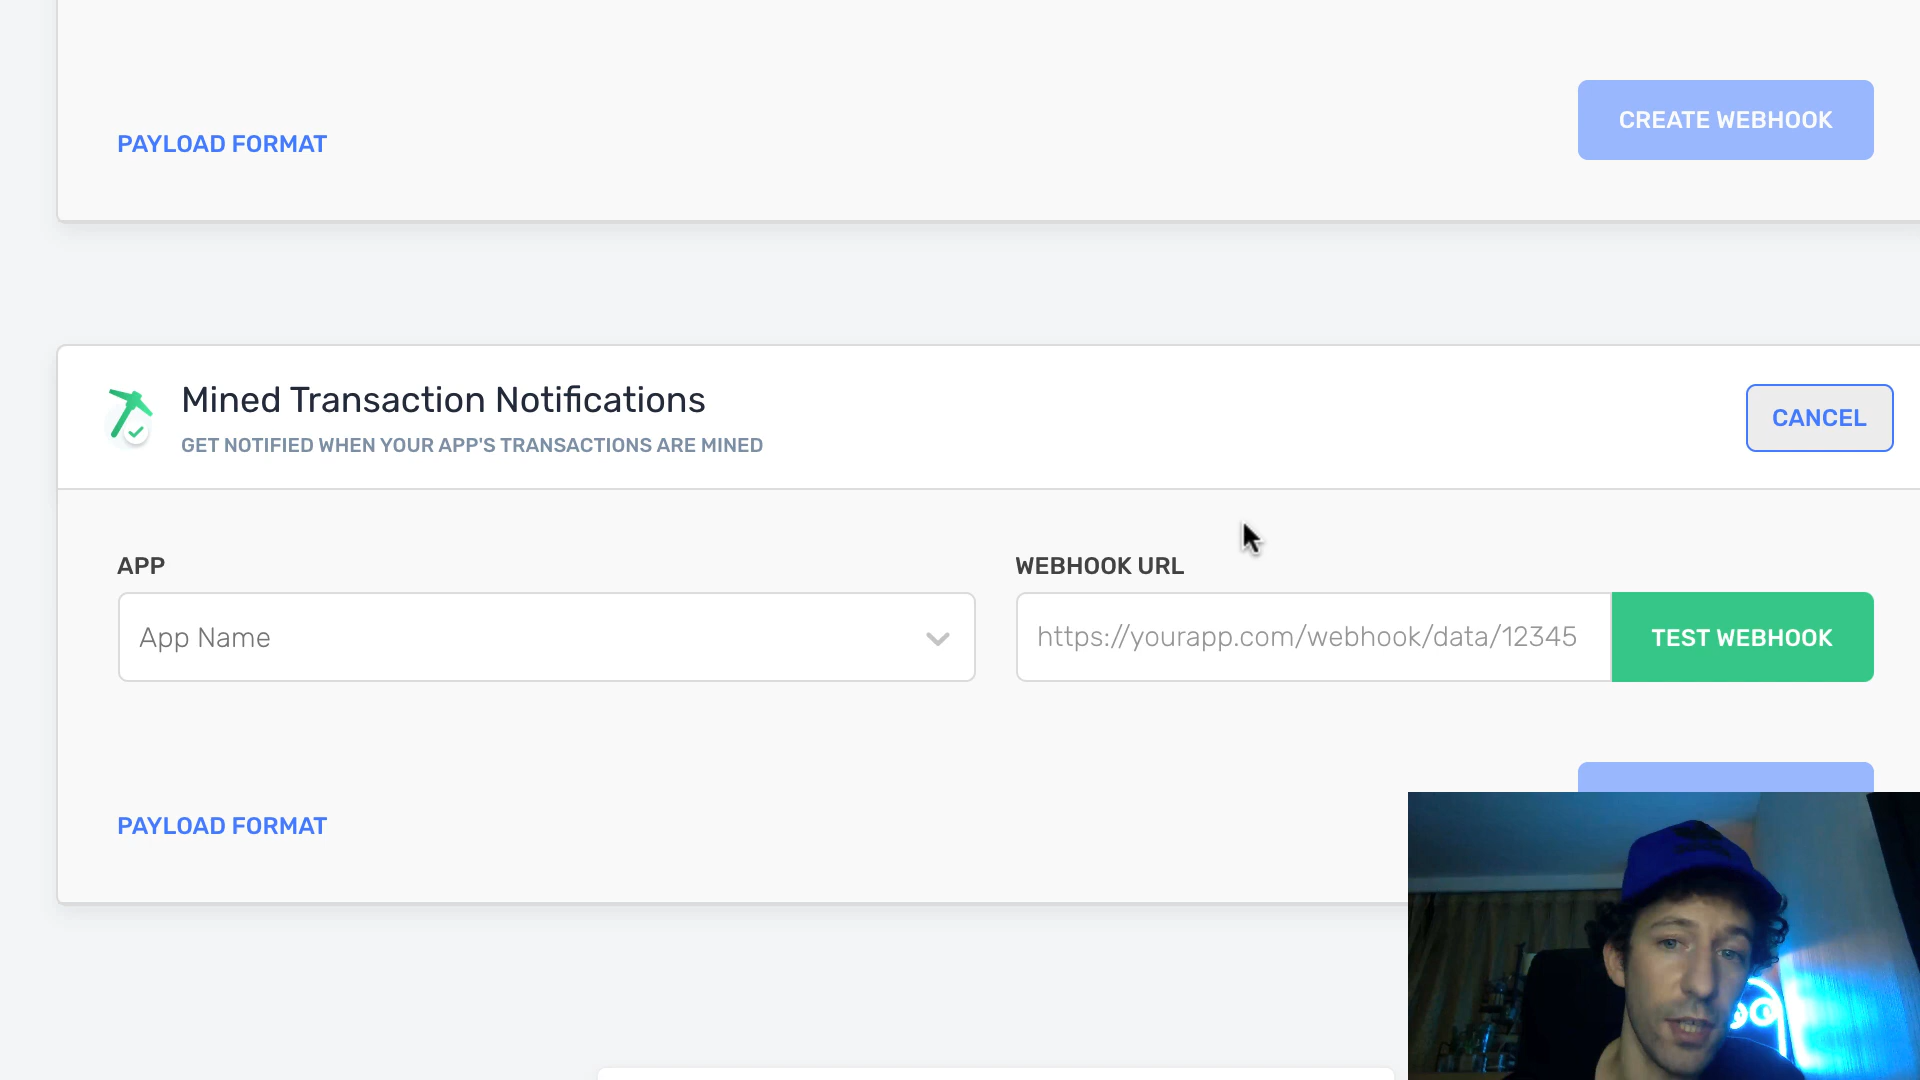 CREATE WEBHOOK
PAYLOAD FORMAT
Mined Transaction Notifications
GET NOTIFIED WHEN YOUR APP'S TRANSACTIONS ARE MINED
CANCEL
APP
WEBHOOK URL
App Name
https://yourapp.com/webhook/data/12345
TEST WEBHOOK
PAYLOAD FORMAT